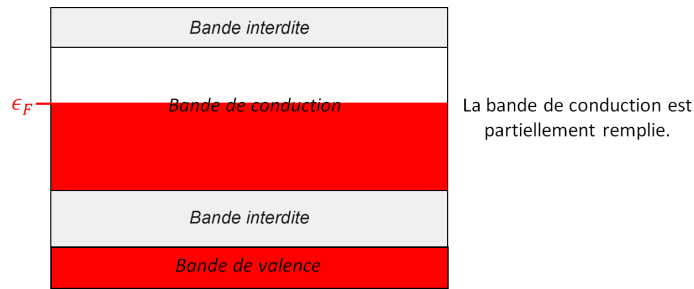 Bande interdite
ϵF
Bande de conduction
La bande de conduction est
partiellement remplie.
Bande interdite
Bande de valence